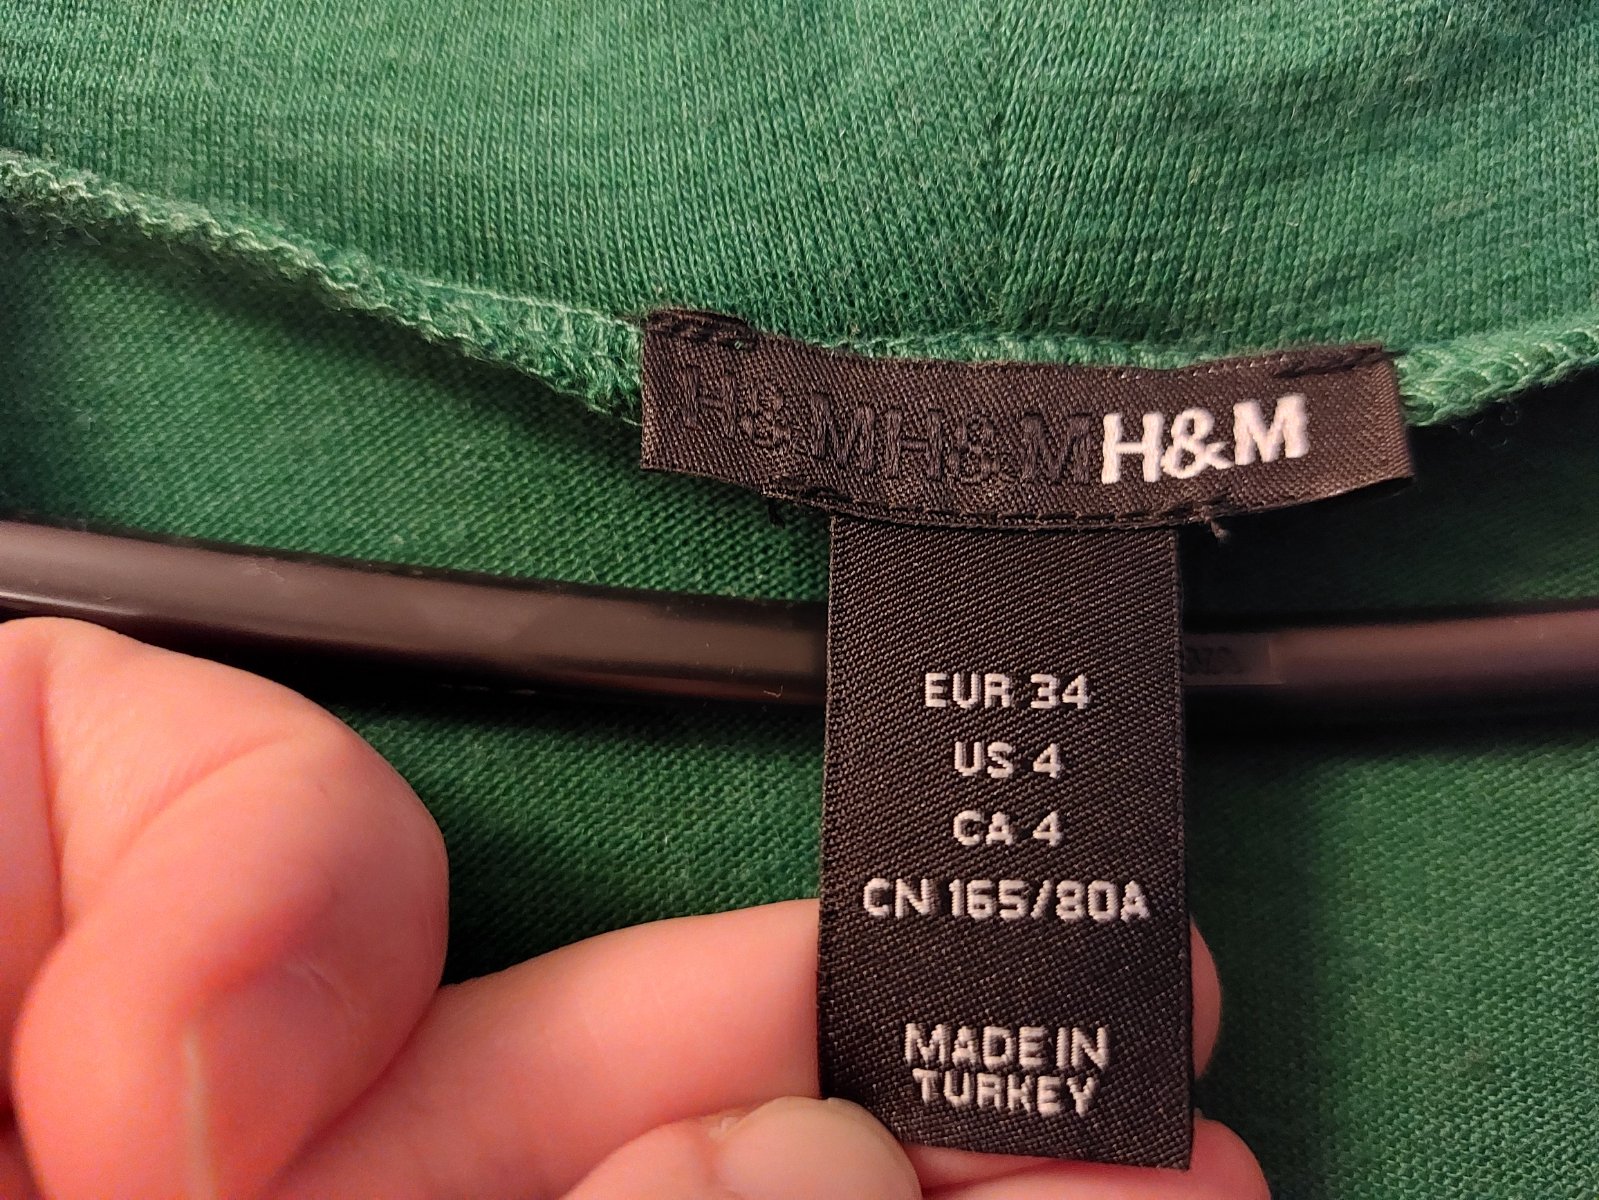 H&M H&M H&M
EUR 34
US 4
CA 4
CN 165/80A
MADE IN
TURKEY